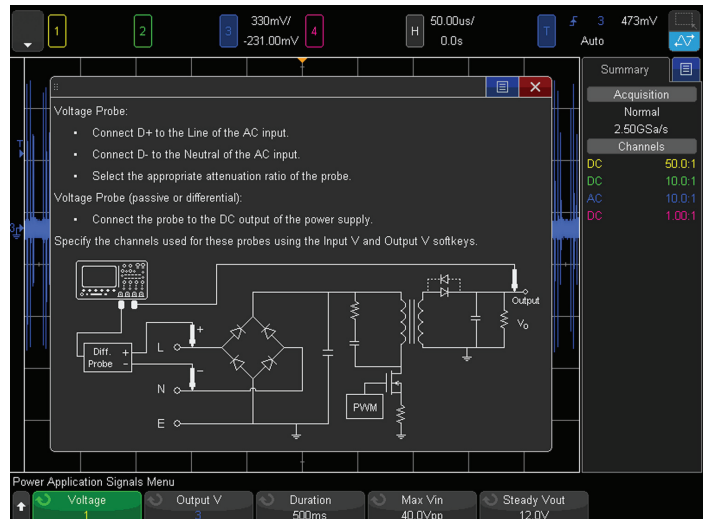 1
2
3
330mV/
-231.00mV
4
H
50.00us/
0.0s
T
3
473mV
Auto
Summary
Acquisition
Normal
2.50GSa/s
Channels
DC 50.0:1
DC 10.0:1
AC 10.0:1
DC 1.00:1
T
3
Voltage Probe:
• Connect D+ to the Line of the AC input.
• Connect D- to the Neutral of the AC input.
• Select the appropriate attenuation ratio of the probe.
Voltage Probe (passive or differential):
• Connect the probe to the DC output of the power supply.
Specify the channels used for these probes using the Input V and Output V softkeys.
Output
Vo
+
L
Diff. +
Probe -
-
N
PWM
E
Power Application Signals Menu
Voltage
1
Output V
3
Duration
500ms
Max Vin
40.0Vpp
Steady Vout
12.0V